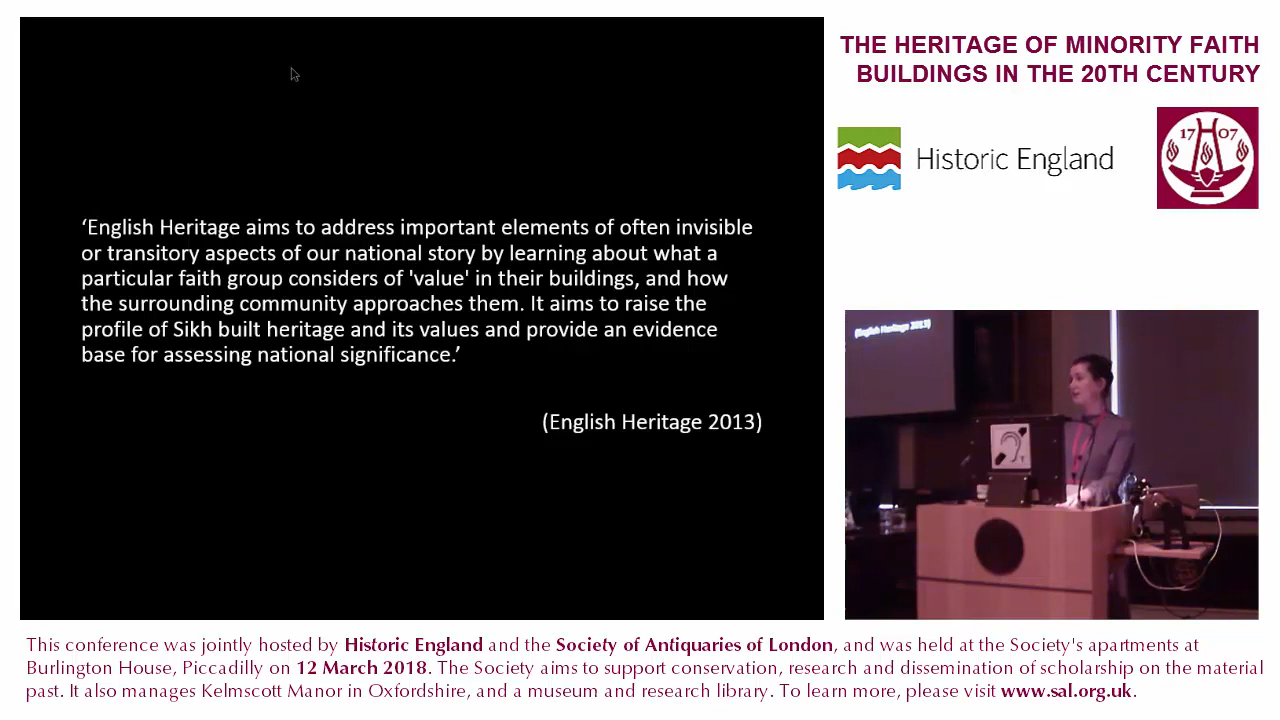 ‘English Heritage aims to address important elements of often invisible
or transitory aspects of our national story by learning about what a
particular faith group considers of 'value' in their buildings, and how
the surrounding community approaches them. It aims to raise the
profile of Sikh built heritage and its values and provide an evidence
base for assessing national significance.’
(English Heritage 2013)
THE HERITAGE OF MINORITY FAITH
BUILDINGS IN THE 20TH CENTURY
Historic England
1707
(English Heritage 2013)
This conference was jointly hosted by Historic England and the Society of Antiquaries of London, and was held at the Society's apartments at
Burlington House, Piccadilly on 12 March 2018. The Society aims to support conservation, research and dissemination of scholarship on the material
past. It also manages Kelmscott Manor in Oxfordshire, and a museum and research library. To learn more, please visit www.sal.org.uk.